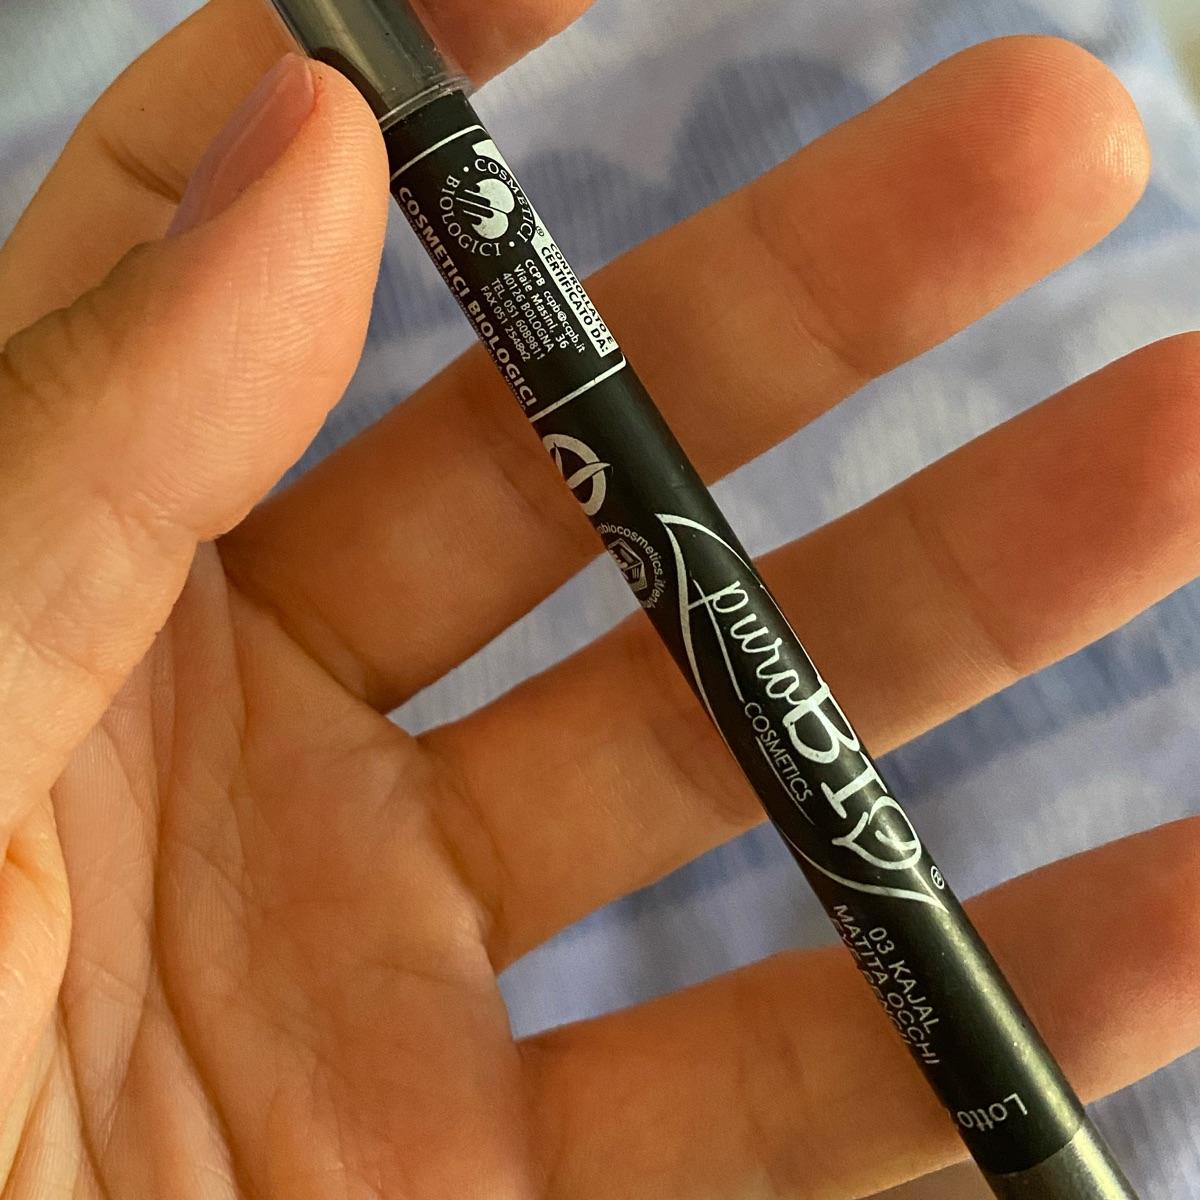 COSMETICI
BIOLOGICI
CONTROLLATO E
CERTIFICATO DA:
CCPB ccpb@ccpb.it
Viale Masini, 36
40126 BOLOGNA
TEL. 051 6089811
FAX 051
COSMETICI BIOLOGICI
puroBIO®
COSMETICS
03 KAJAL
MATITA OCCHI
Lotto